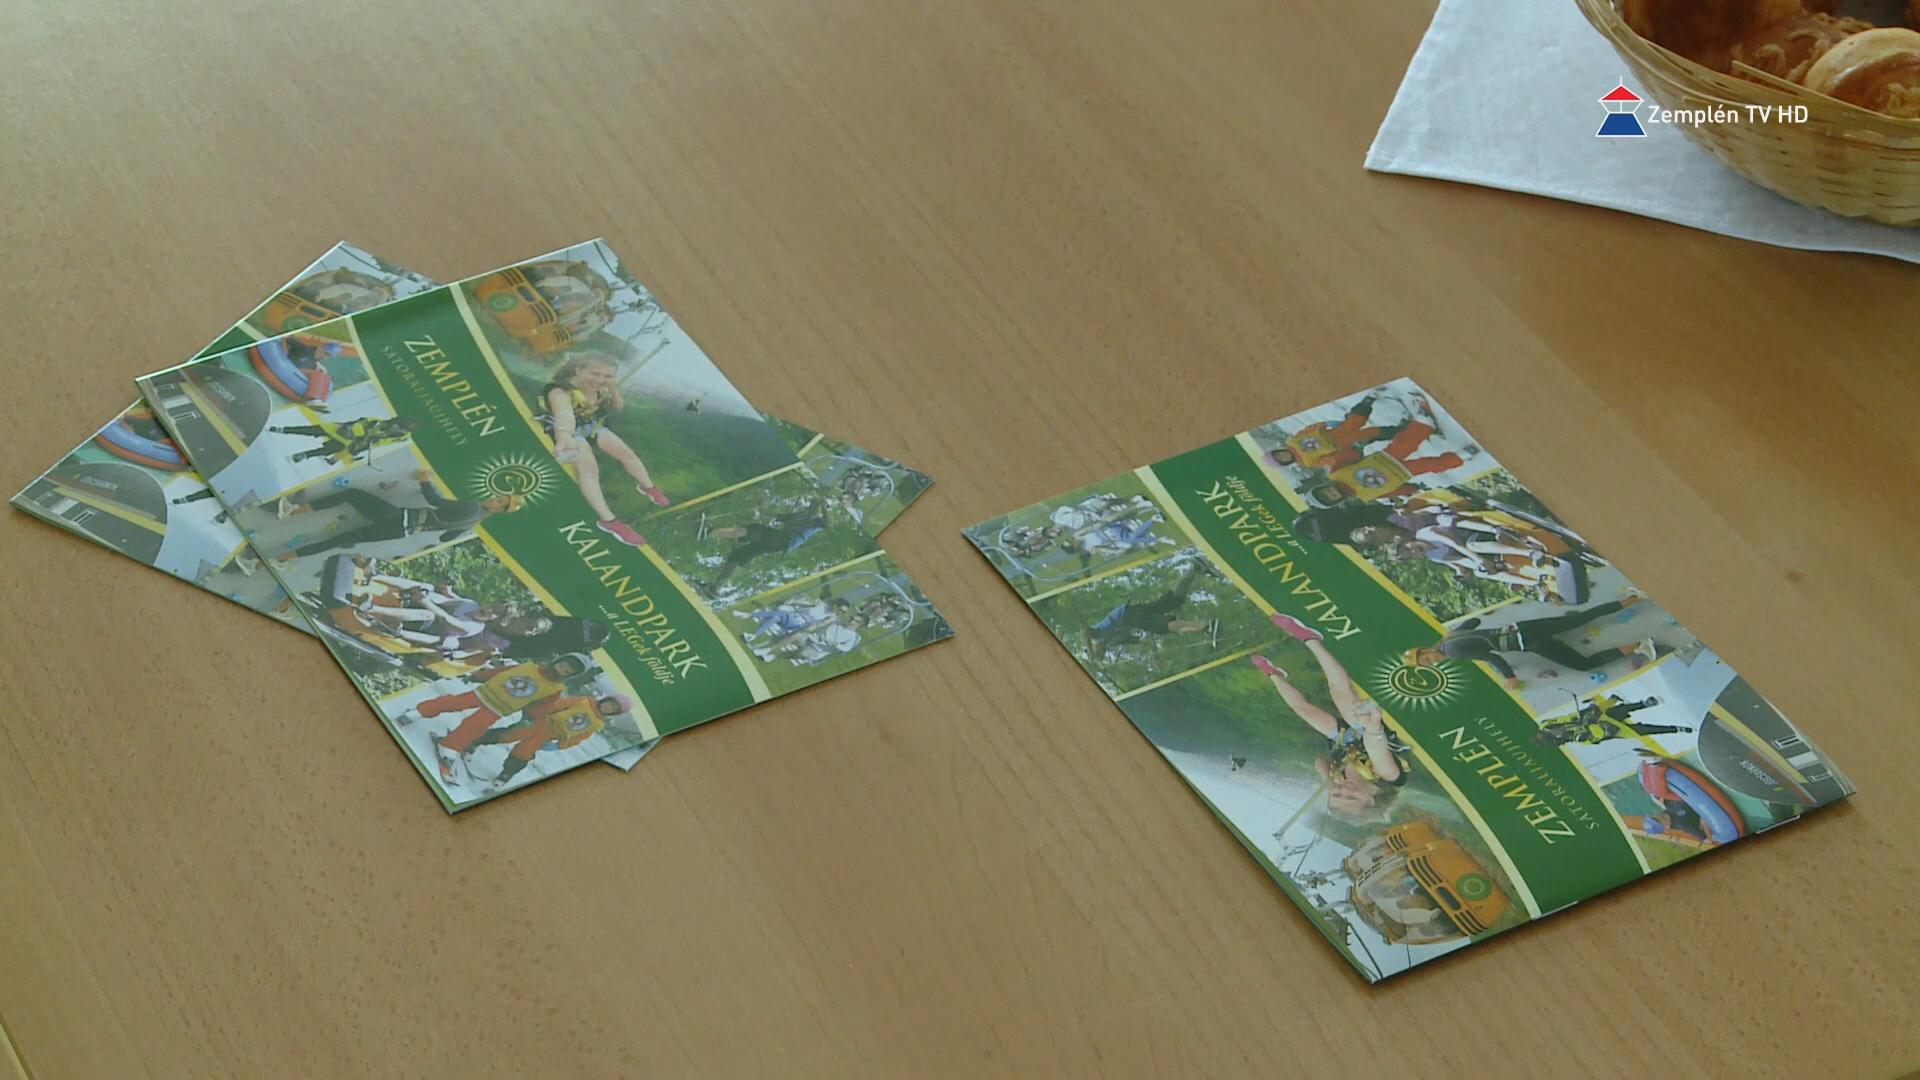 Zemplén TV HD
ZEMPLÉN
SÁTORALJAÚJHELY
KALANDPARK
...a LEGek földje
KALANDPARK
...a LEGek földje
ZEMPLÉN
SÁTORALJAÚJHELY